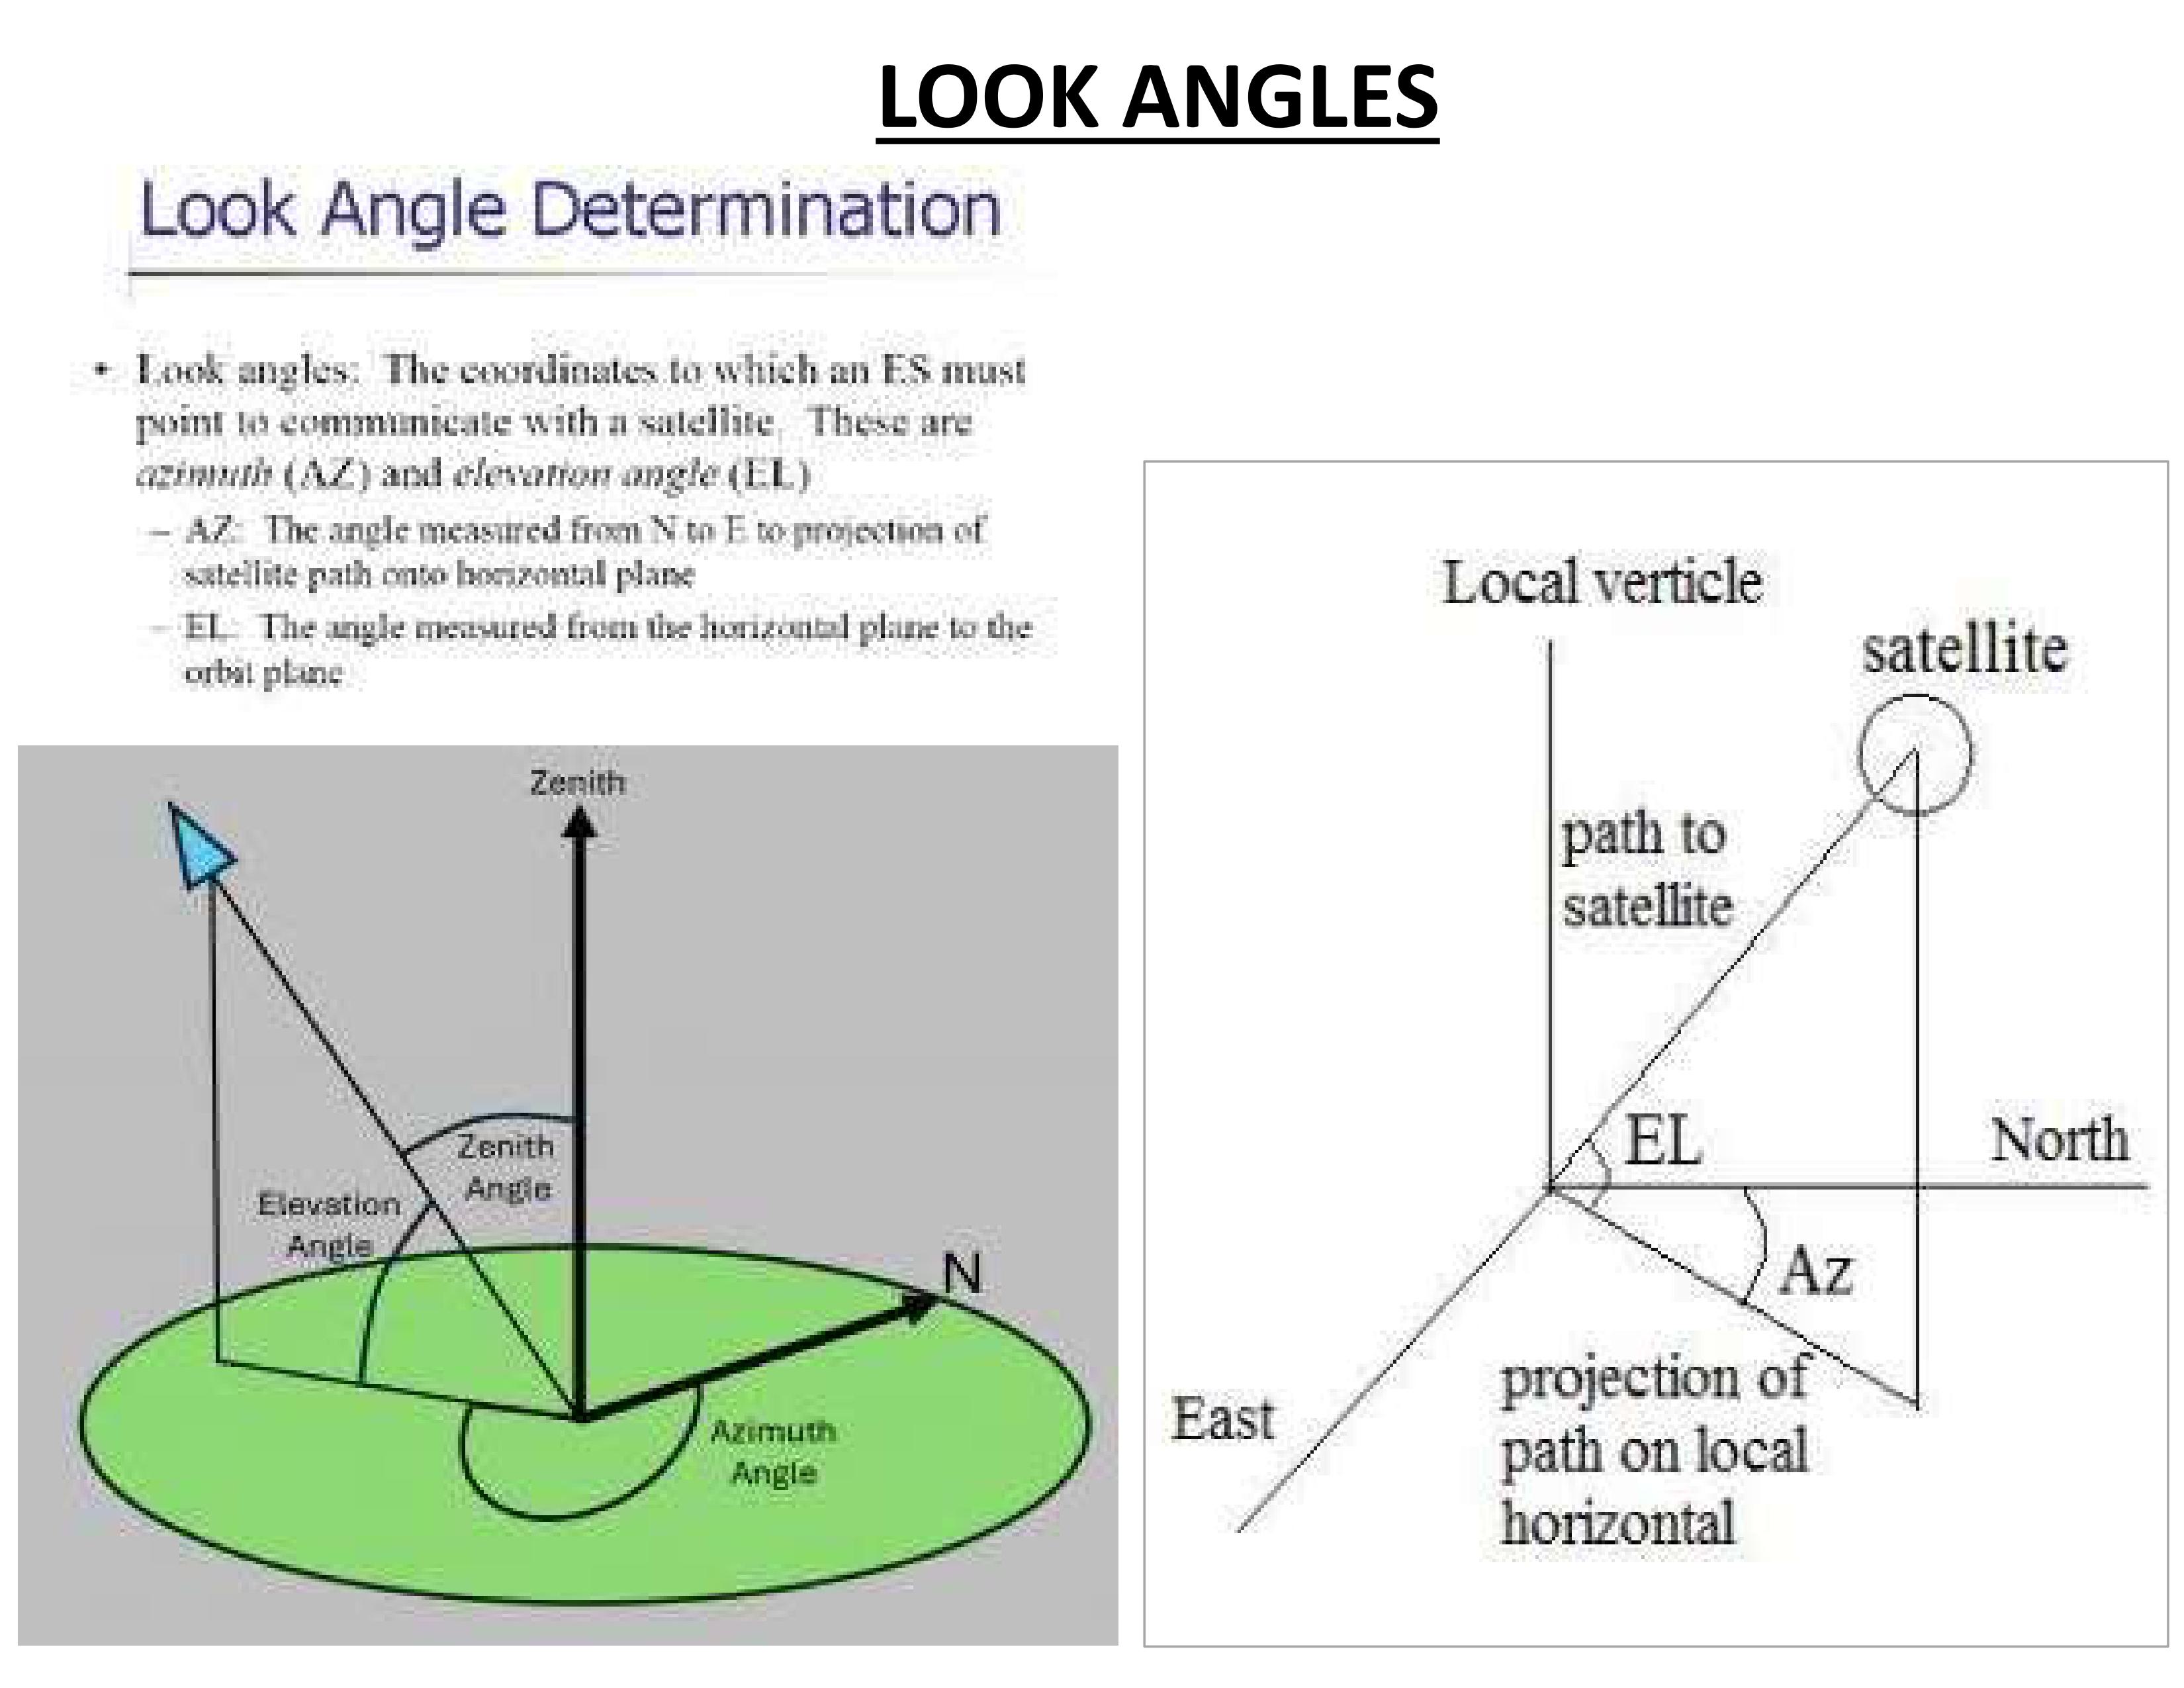 LOOK ANGLES
Look Angle Determination
• Look angles: The coordinates to which an ES must
point to communicate with a satellite. These are
azimuth (AZ) and elevation angle (EL)
– AZ: The angle measured from N to E to projection of
satellite path onto horizontal plane
– EL: The angle measured from the horizontal plane to the
orbit plane
Zenith
Zenith
Angle
Elevation
Angle
N
Azimuth
Angle
Local verticle
satellite
path to
satellite
EL
North
Az
East
projection of
path on local
horizontal